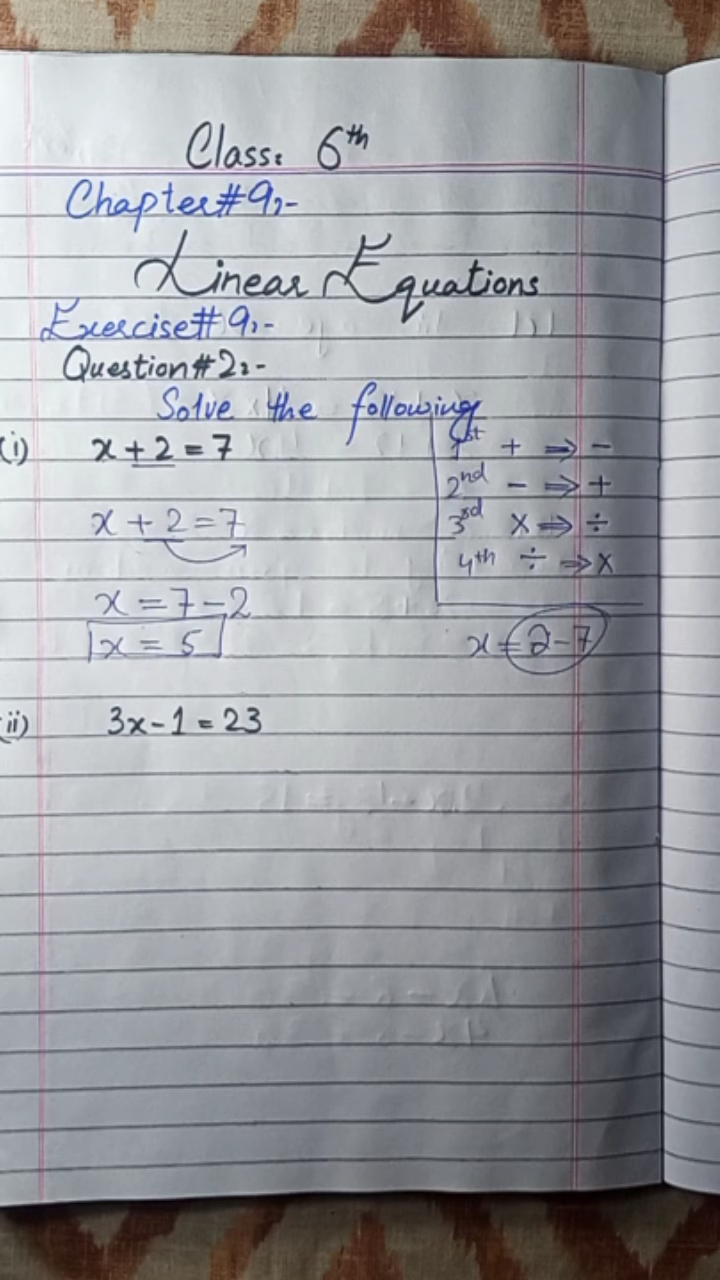 Class: 6th
Chapter# 9:-
Linear Equations
Exercise# 9:-
Question# 2:-
Solve the following
(i) x + 2 = 7
1st + ⇒ -
2nd - ⇒ +
x + 2 = 7
3rd × ⇒ ÷
4th ÷ ⇒ ×
x = 7 - 2
x = 5
x = 2 - 7
(ii) 3x - 1 = 23